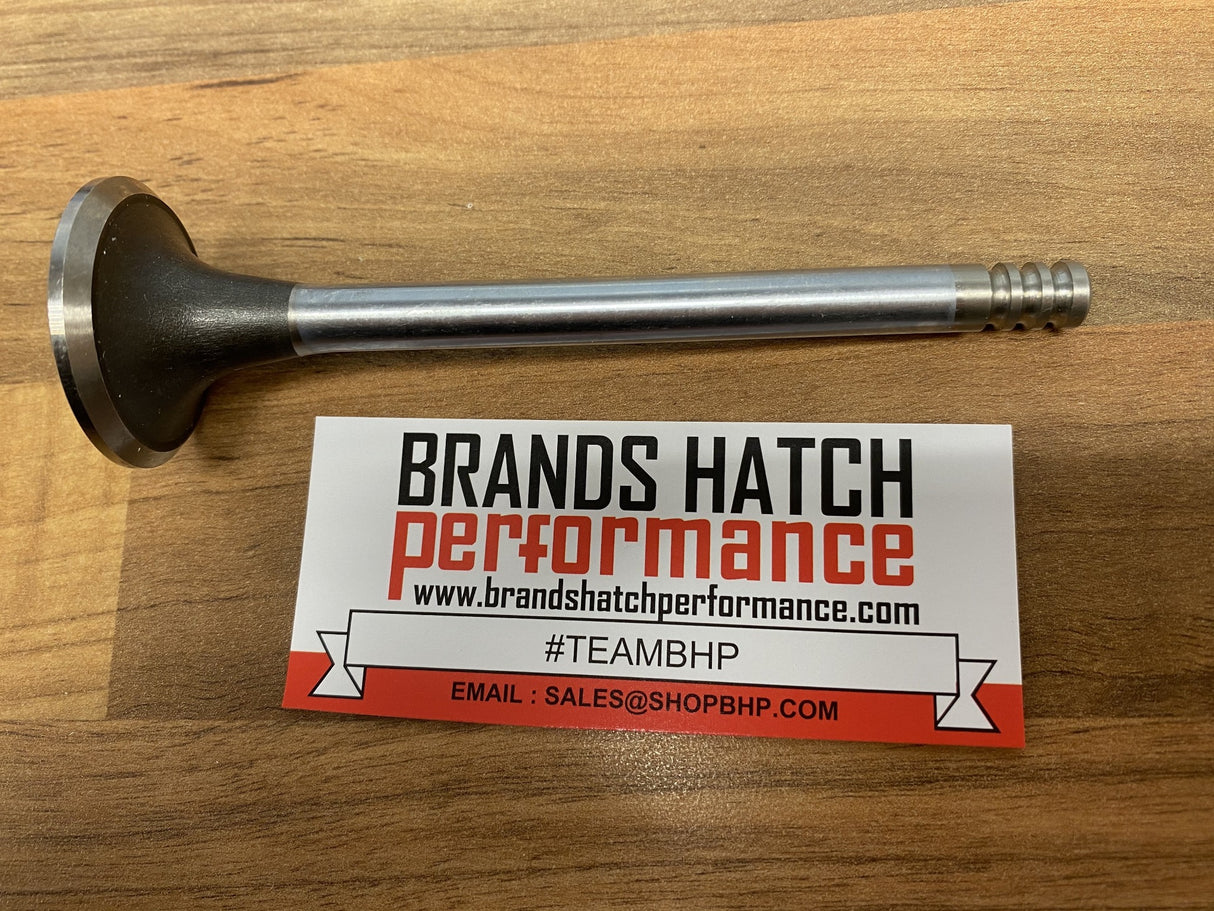 BRANDS HATCH
performance
www.brandshatchperformance.com
#TEAMBHP
EMAIL : SALES@SHOPBHP.COM